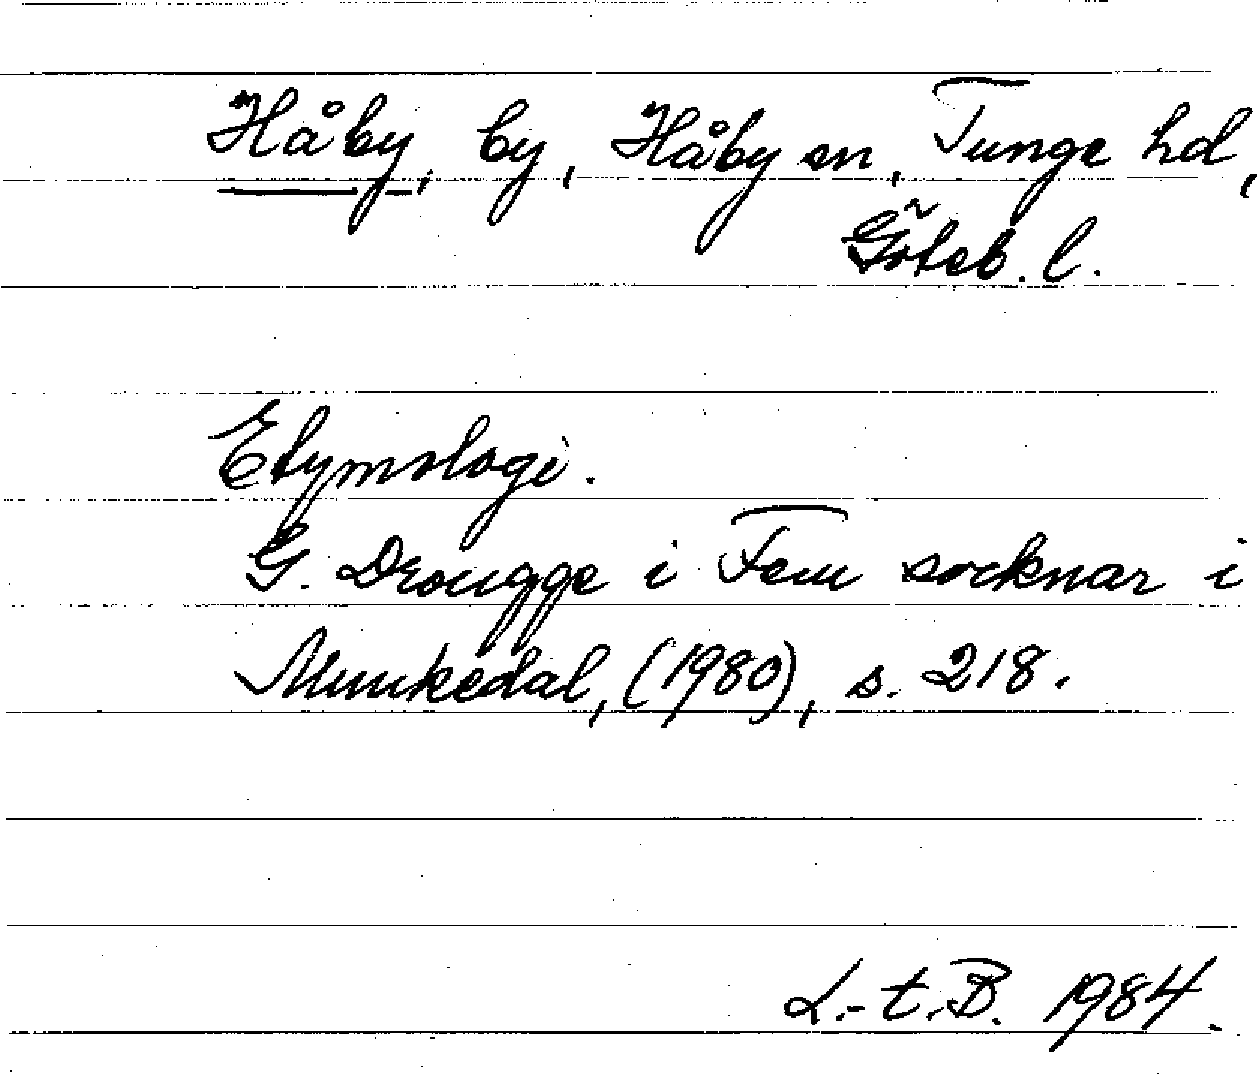 Håby, by, Håby sn, Tunge hd,
Göteb. l.
Etymologi.
G. Drougge i Fem socknar i
Munkedal, (1980), s. 218.
L.-t. B. 1984.